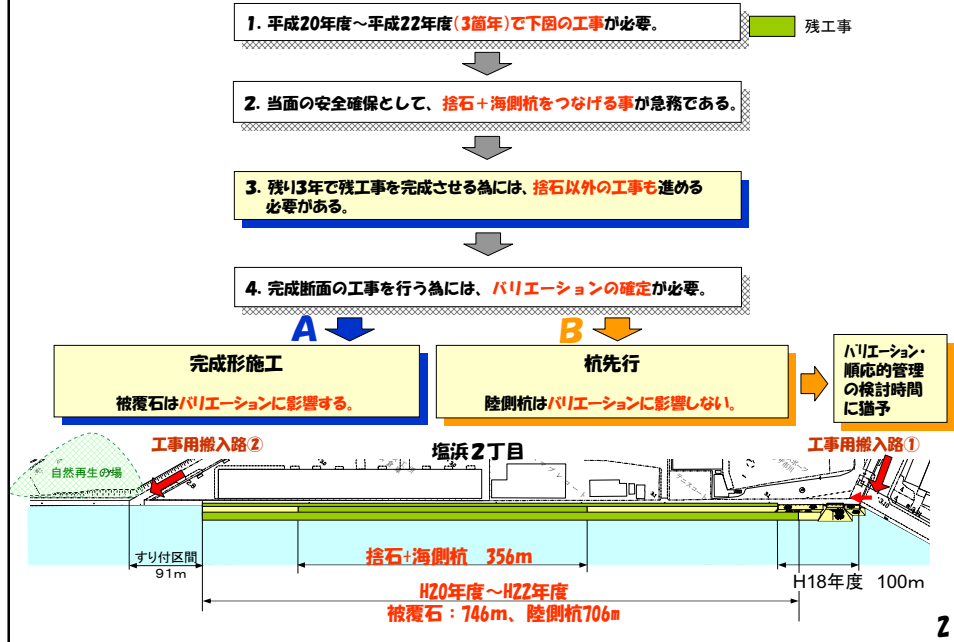 1. 平成20年度～平成22年度(3箇年)で下図の工事が必要。
残工事
2. 当面の安全確保として、捨石＋海側杭をつなげる事が急務である。
3. 残り3年で残工事を完成させる為には、捨石以外の工事も進める
必要がある。
4. 完成断面の工事を行う為には、バリエーションの確定が必要。
A
B
完成形施工
被覆石はバリエーションに影響する。
杭先行
陸側杭はバリエーションに影響しない。
バリエーション・
順応的管理
の検討時間
に猶予
工事用搬入路②
塩浜２丁目
工事用搬入路①
自然再生の場
すり付区間
91m
捨石+海側杭 356m
H18年度 100m
H20年度～H22年度
被覆石：746m、陸側杭706m
2